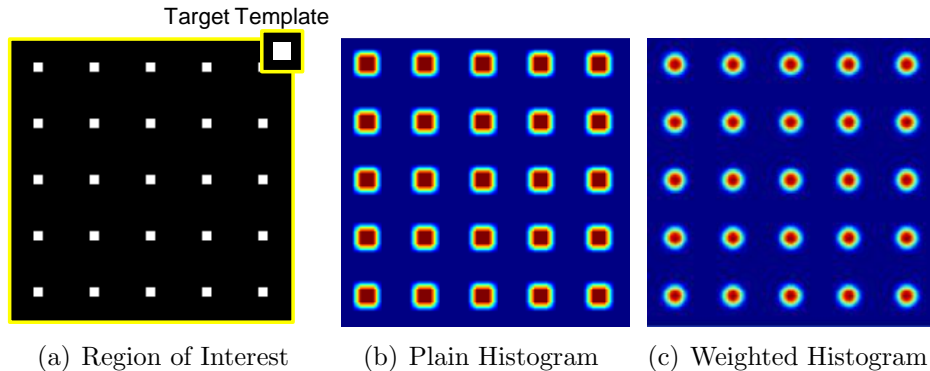 Target Template
(a) Region of Interest
(b) Plain Histogram
(c) Weighted Histogram